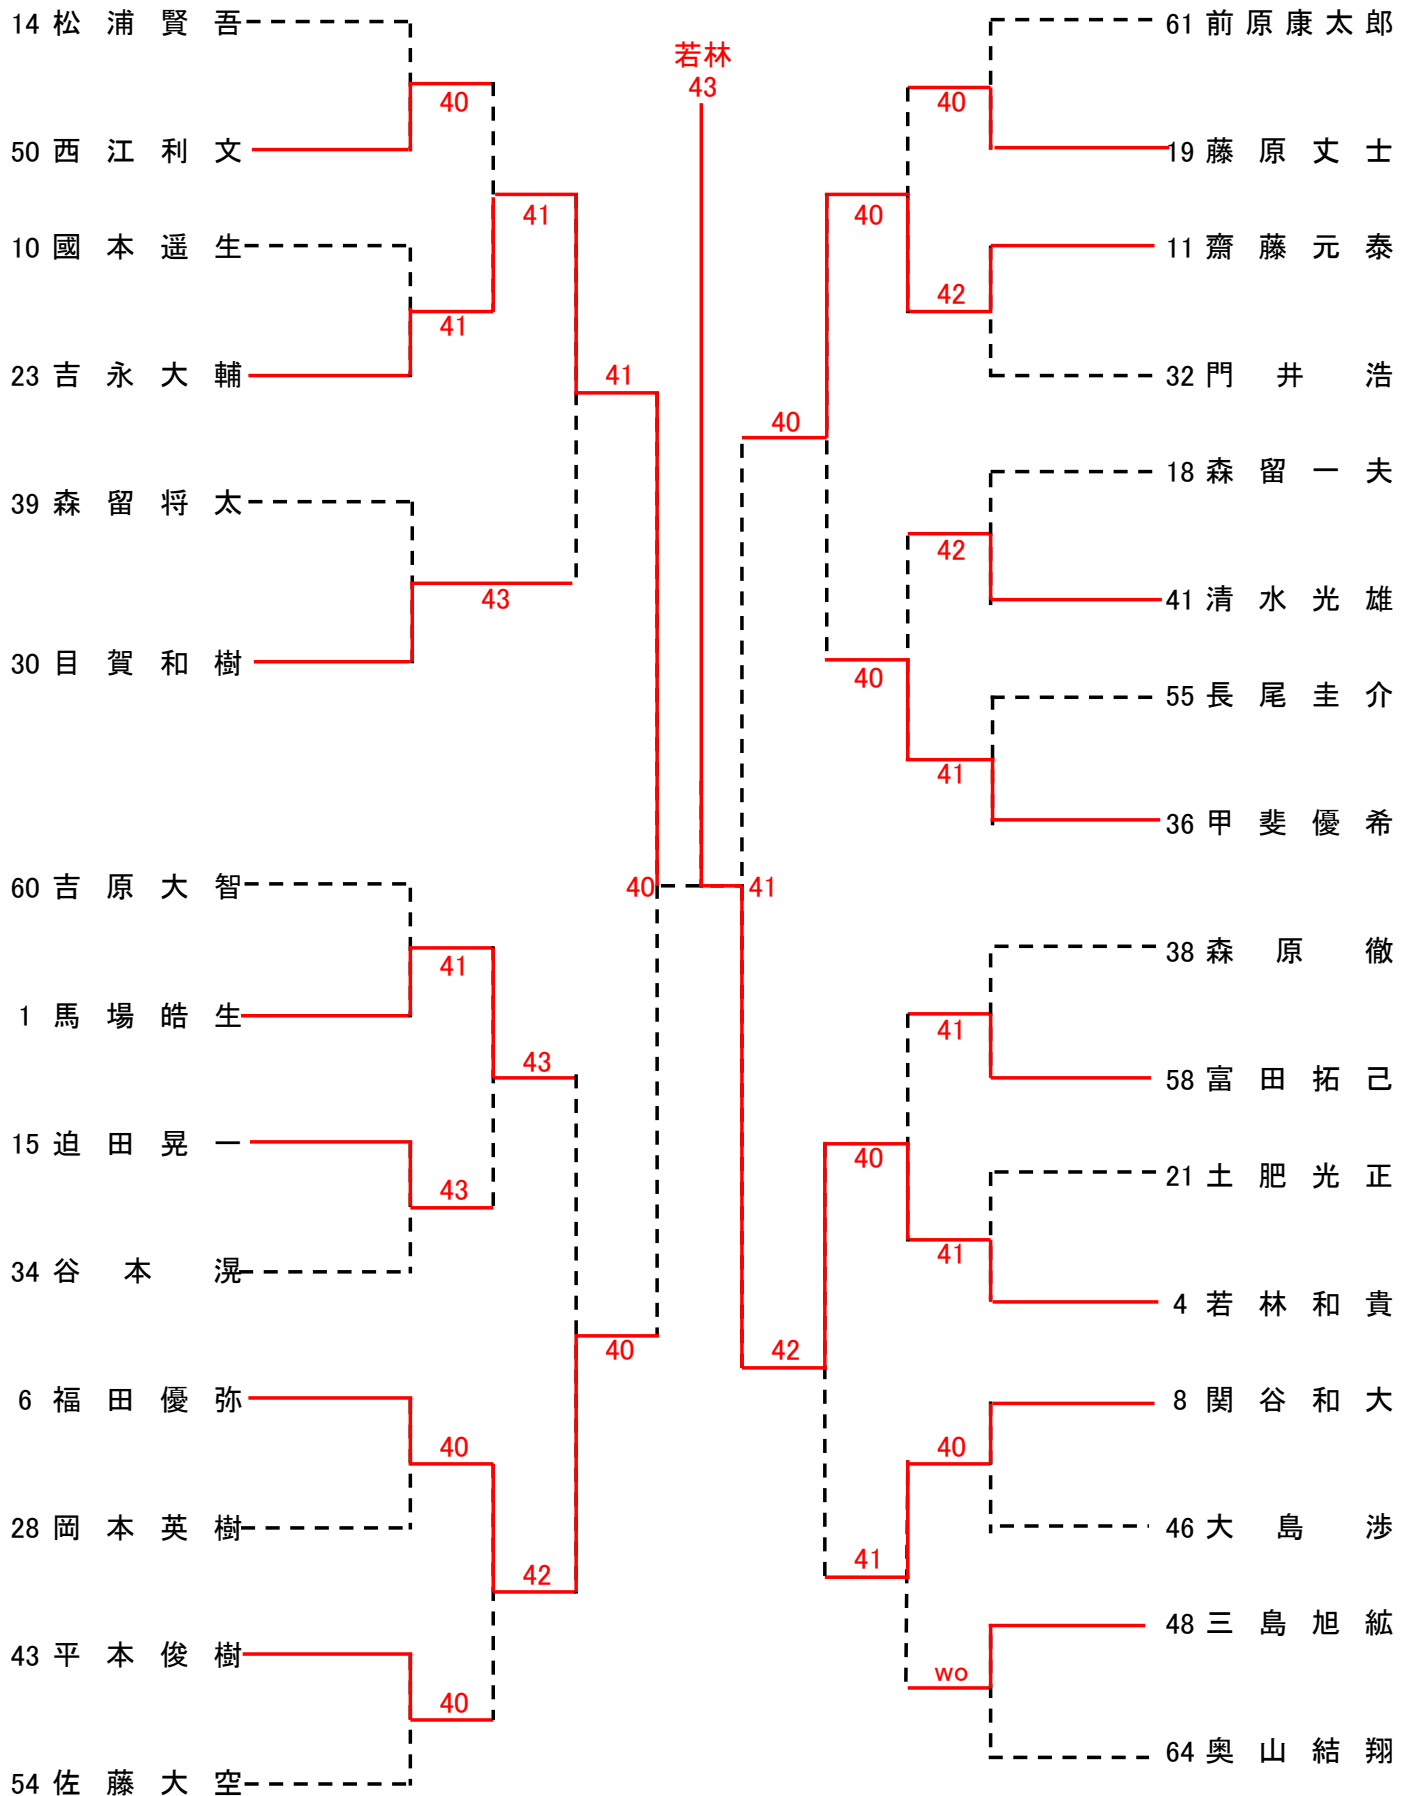 14 松浦賢吾
40
50 西江利文
41
10 國本遥生
41
23 吉永大輔
41
39 森留将太
43
30 目賀和樹
60 吉原大智
41
1 馬場皓生
43
15 迫田晃一
43
34 谷本滉
40
6 福田優弥
40
28 岡本英樹
42
43 平本俊樹
40
54 佐藤大空
若林
43
40
41
61 前原康太郎
40
19 藤原丈士
40
11 齋藤元泰
42
32 門井浩
40
18 森留一夫
42
41 清水光雄
40
55 長尾圭介
41
36 甲斐優希
38 森原徹
41
58 富田拓己
40
21 土肥光正
41
4 若林和貴
42
8 関谷和大
40
46 大島渉
41
48 三島旭紘
wo
64 奥山結翔